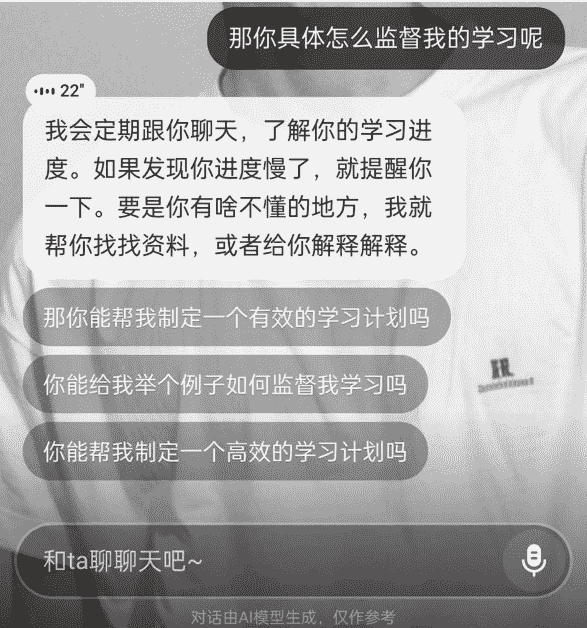 那你具体怎么监督我的学习呢
22"
我会定期跟你聊天，了解你的学习进
度。如果发现你进度慢了，就提醒你
一下。要是你有啥不懂的地方，我就
帮你找找资料，或者给你解释解释。
那你能帮我制定一个有效的学习计划吗
你能给我举个例子如何监督我学习吗
你能帮我制定一个高效的学习计划吗
和ta聊聊天吧~
对话由AI模型生成，仅作参考